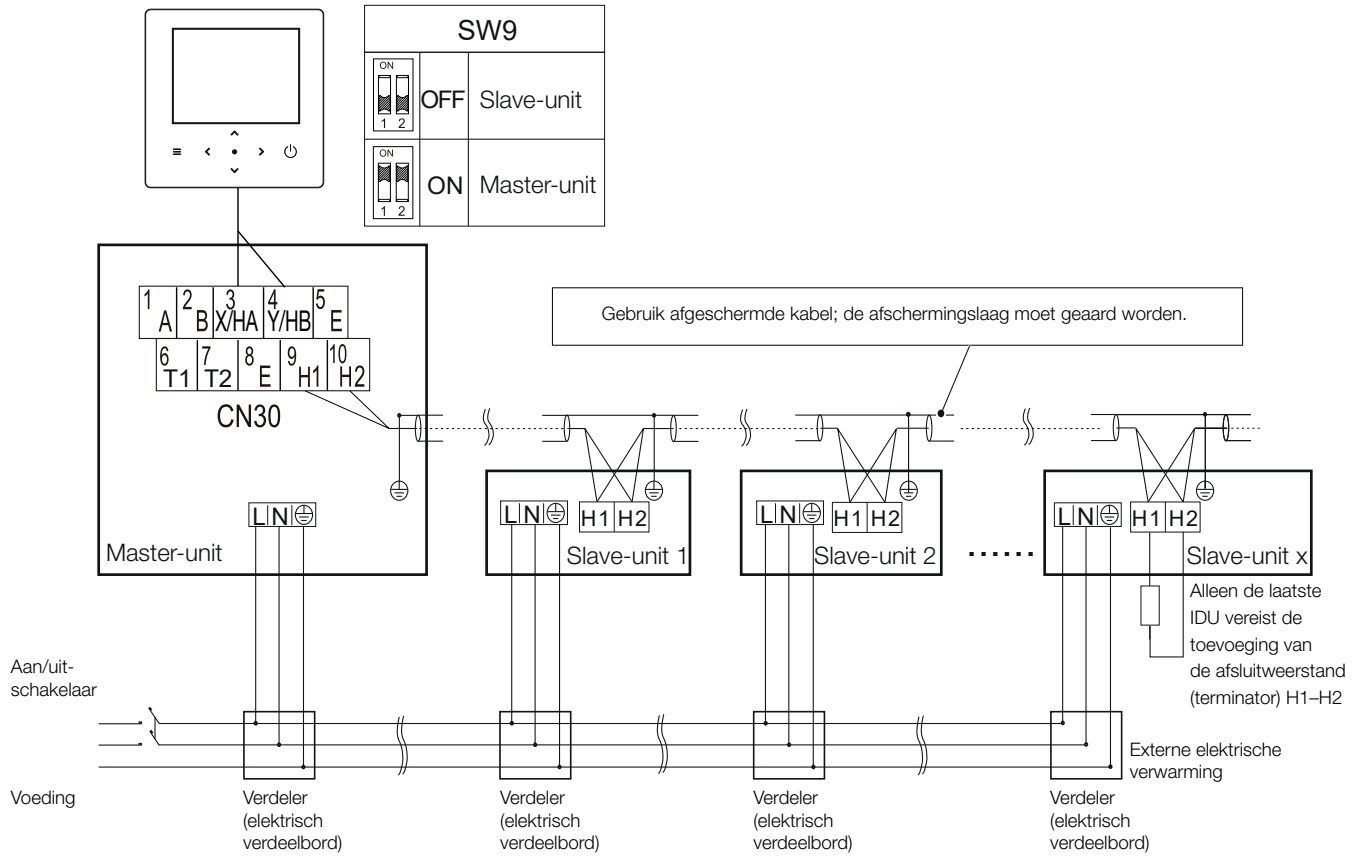 SW9
ON
1 2
OFF
Slave-unit
ON
1 2
ON
Master-unit
1 A 2 B 3 X/HA 4 Y/HB 5 E
6 T1 7 T2 8 E 9 H1 10 H2
CN30
Gebruik afgeschermde kabel; de afschermingslaag moet geaard worden.
L N
Master-unit
L N
H1 H2
Slave-unit 1
L N
H1 H2
Slave-unit 2
......
L N
H1 H2
Slave-unit x
Alleen de laatste
IDU vereist de
toevoeging van
de afsluitweerstand
(terminator) H1–H2
Aan/uit-
schakelaar
Voeding
Externe elektrische
verwarming
Verdeler
(elektrisch
verdeelbord)
Verdeler
(elektrisch
verdeelbord)
Verdeler
(elektrisch
verdeelbord)
Verdeler
(elektrisch
verdeelbord)